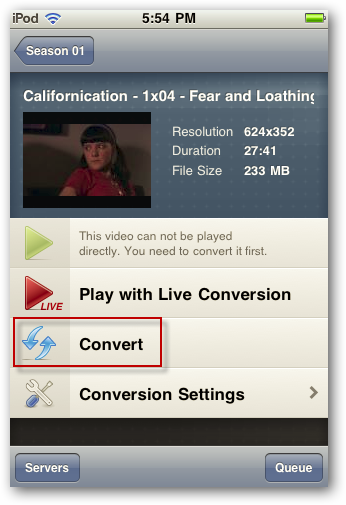 iPod 5:54 PM
Season 01
Californication - 1x04 - Fear and Loathing
Resolution 624x352
Duration 27:41
File Size 233 MB
This video can not be played
directly. You need to convert it first.
LIVE Play with Live Conversion
Convert
Conversion Settings
Servers Queue